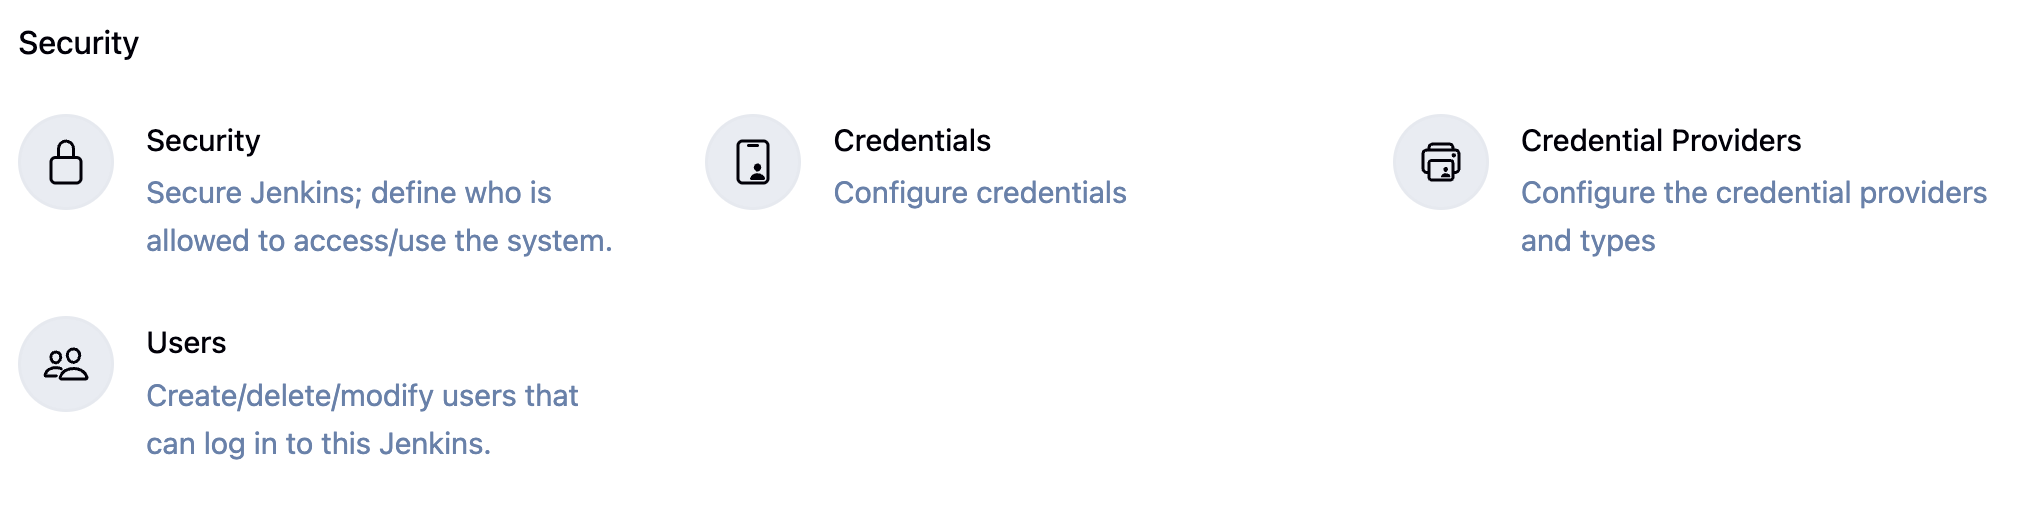 Security
Security
Secure Jenkins; define who is
allowed to access/use the system.
Credentials
Configure credentials
Credential Providers
Configure the credential providers
and types
Users
Create/delete/modify users that
can log in to this Jenkins.